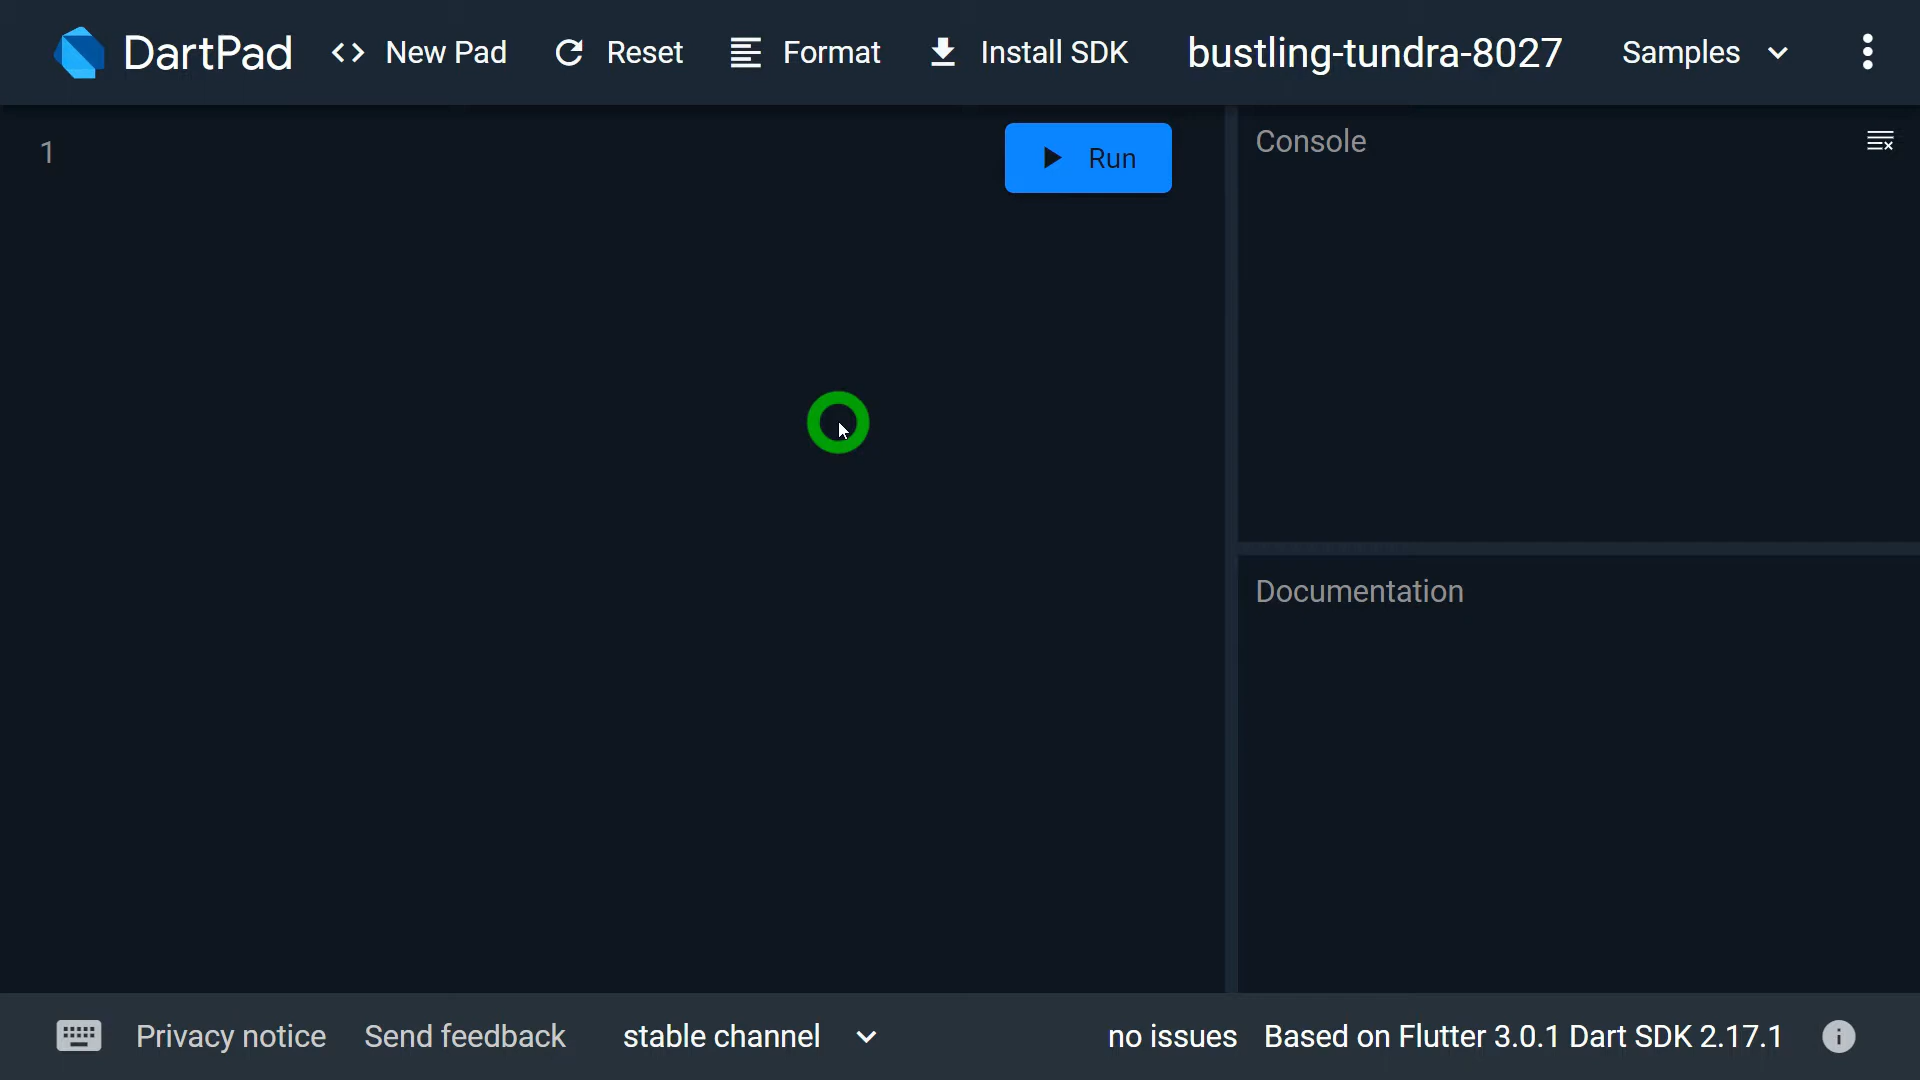 DartPad <> New Pad Reset Format Install SDK bustling-tundra-8027 Samples
1
Run
Console
Documentation
Privacy notice Send feedback stable channel no issues Based on Flutter 3.0.1 Dart SDK 2.17.1